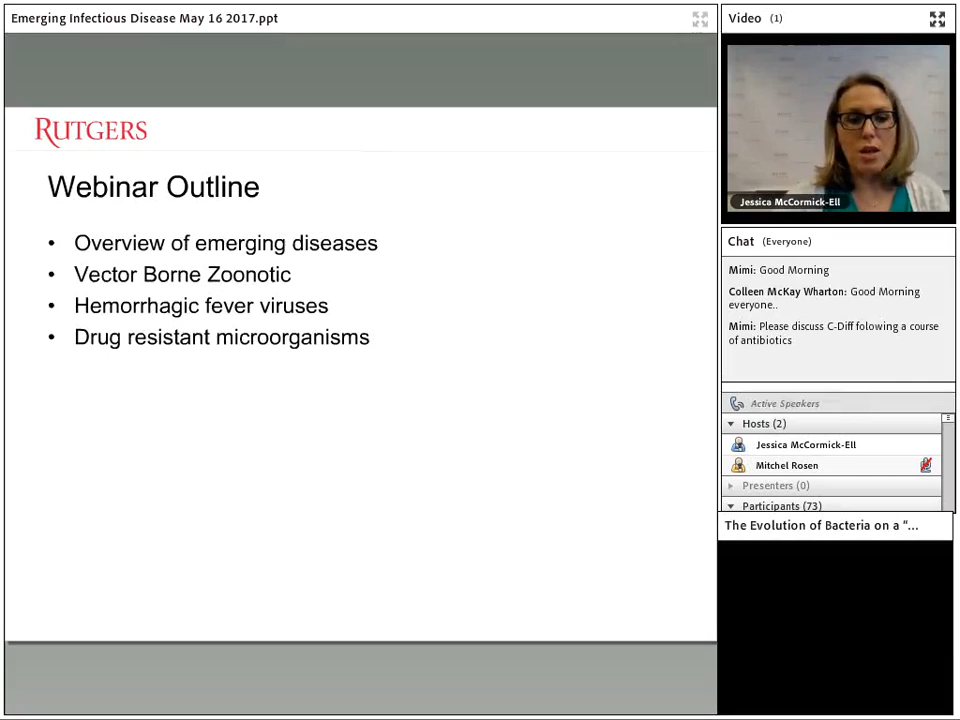 Emerging Infectious Disease May 16 2017.ppt
RUTGERS
Webinar Outline
• Overview of emerging diseases
• Vector Borne Zoonotic
• Hemorrhagic fever viruses
• Drug resistant microorganisms
Video (1)
Jessica McCormick-Ell
Chat (Everyone)
Mimi: Good Morning
Colleen McKay Wharton: Good Morning
everyone..
Mimi: Please discuss C-Diff folowing a course
of antibiotics
Active Speakers
Hosts (2)
Jessica McCormick-Ell
Mitchel Rosen
Presenters (0)
Participants (73)
The Evolution of Bacteria on a “...